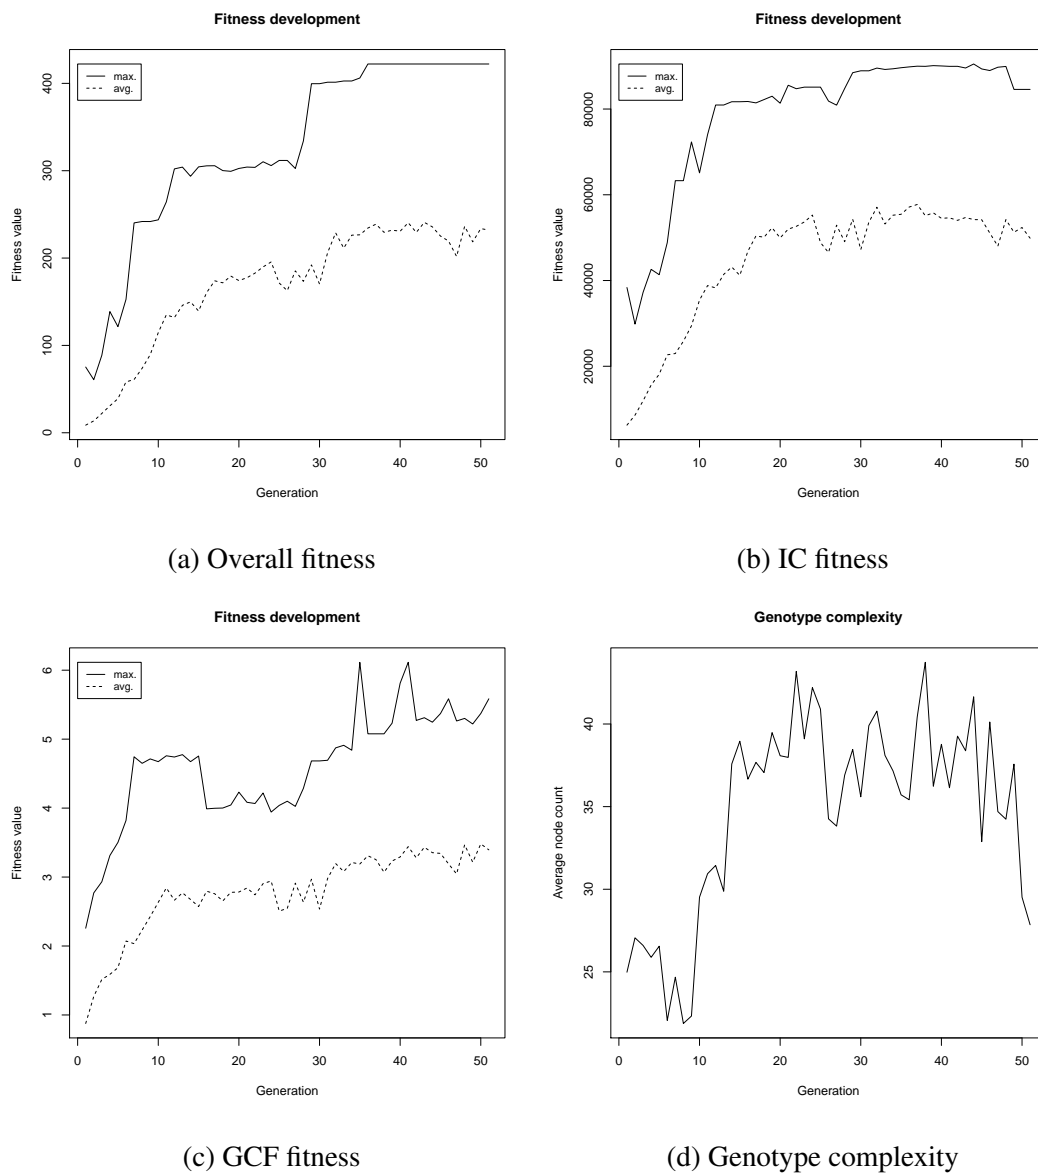 Fitness development
max.
avg.
Fitness value
0 100 200 300 400
0 10 20 30 40 50
Generation
(a) Overall fitness
Fitness development
max.
avg.
Fitness value
20000 40000 60000 80000
0 10 20 30 40 50
Generation
(b) IC fitness
Fitness development
max.
avg.
Fitness value
1 2 3 4 5 6
0 10 20 30 40 50
Generation
(c) GCF fitness
Genotype complexity
Average node count
25 30 35 40
0 10 20 30 40 50
Generation
(d) Genotype complexity